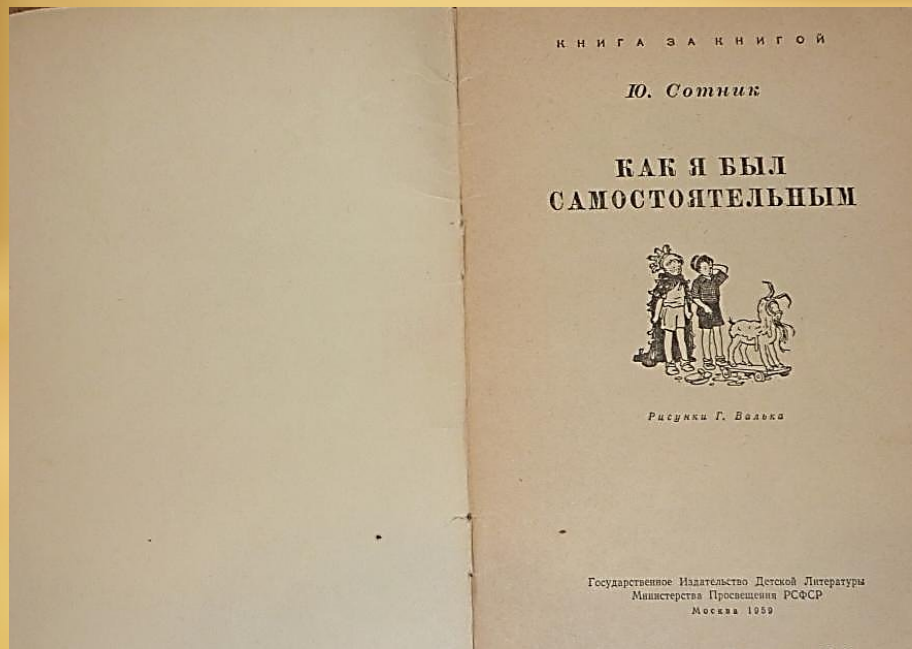 КНИГА ЗА КНИГОЙ
Ю. Сотник
КАК Я БЫЛ
САМОСТОЯТЕЛЬНЫМ
Рисунки Г. Валька
Государственное Издательство Детской Литературы
Министерства Просвещения РСФСР
Москва 1959